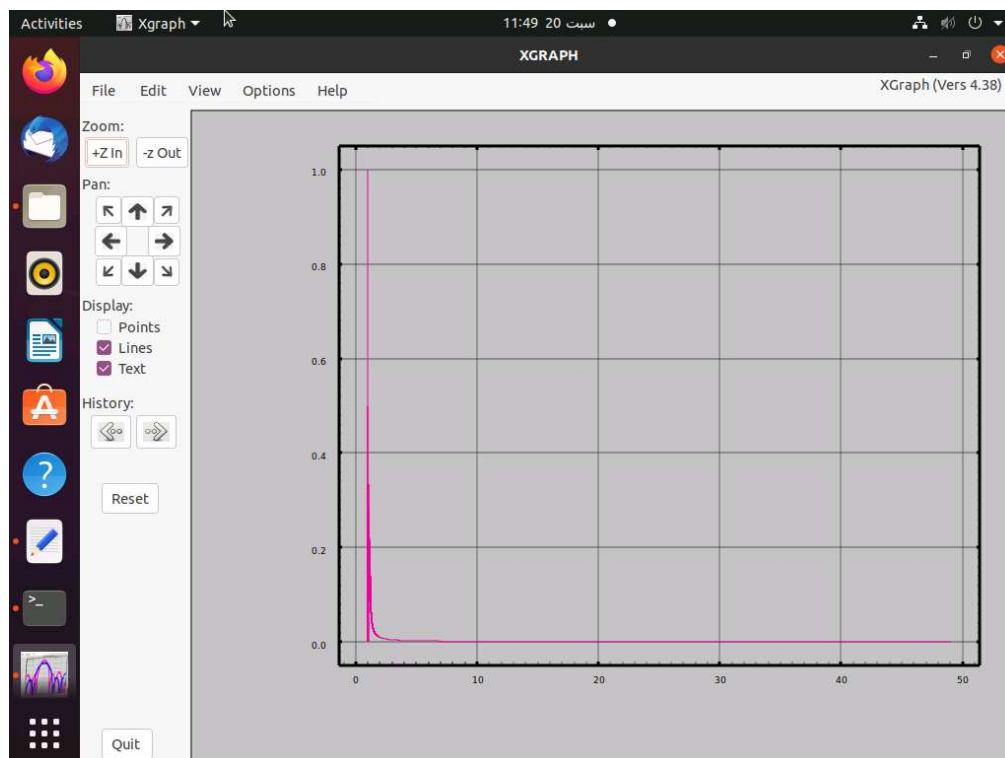 Activities Xgraph سبت 20 11:49
XGRAPH
File Edit View Options Help XGraph (Vers 4.38)
Zoom:
+Z In -z Out
Pan:
Display:
Points
Lines
Text
History:
Reset
Quit
1.0
0.8
0.6
0.4
0.2
0.0
0 10 20 30 40 50